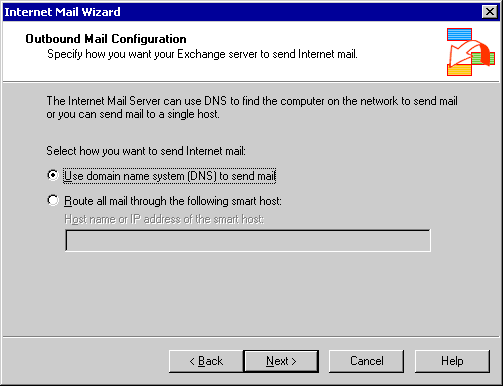 Internet Mail Wizard
Outbound Mail Configuration
Specify how you want your Exchange server to send Internet mail.
The Internet Mail Server can use DNS to find the computer on the network to send mail
or you can send mail to a single host.
Select how you want to send Internet mail:
Use domain name system (DNS) to send mail
Route all mail through the following smart host:
Host name or IP address of the smart host:
< Back
Next >
Cancel
Help